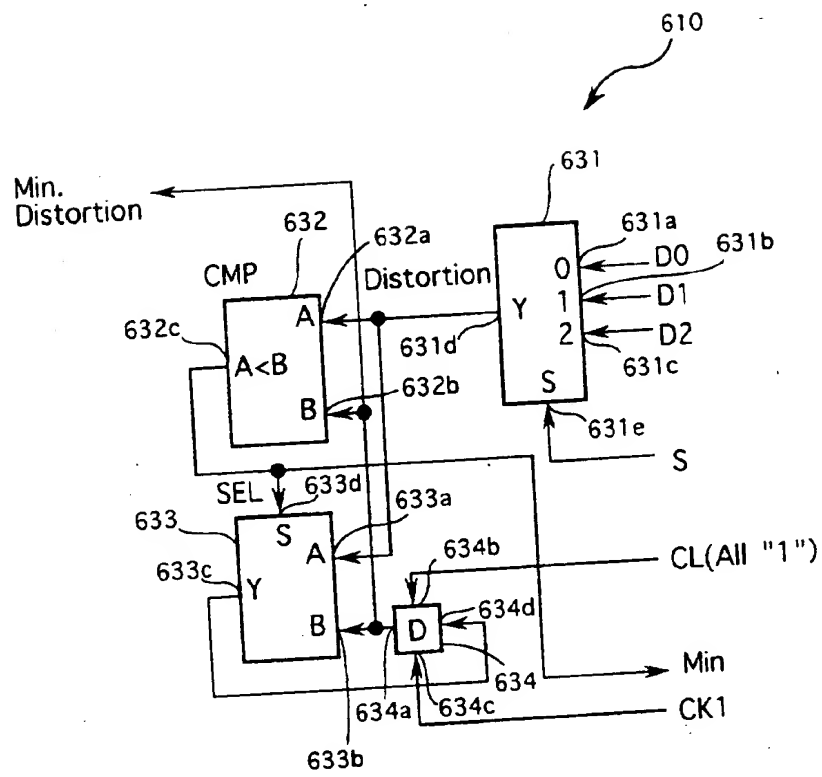 610
631
Min.
Distortion
632
632a
631a
631b
CMP
Distortion
0
D0
632c
A
Y
1
D1
A<B
631d
2
D2
631c
B
632b
S
631e
S
SEL
633d
633
633a
S
A
634b
CL(All "1")
633c
Y
634d
B
D
634
Min
634a
634c
CK1
633b